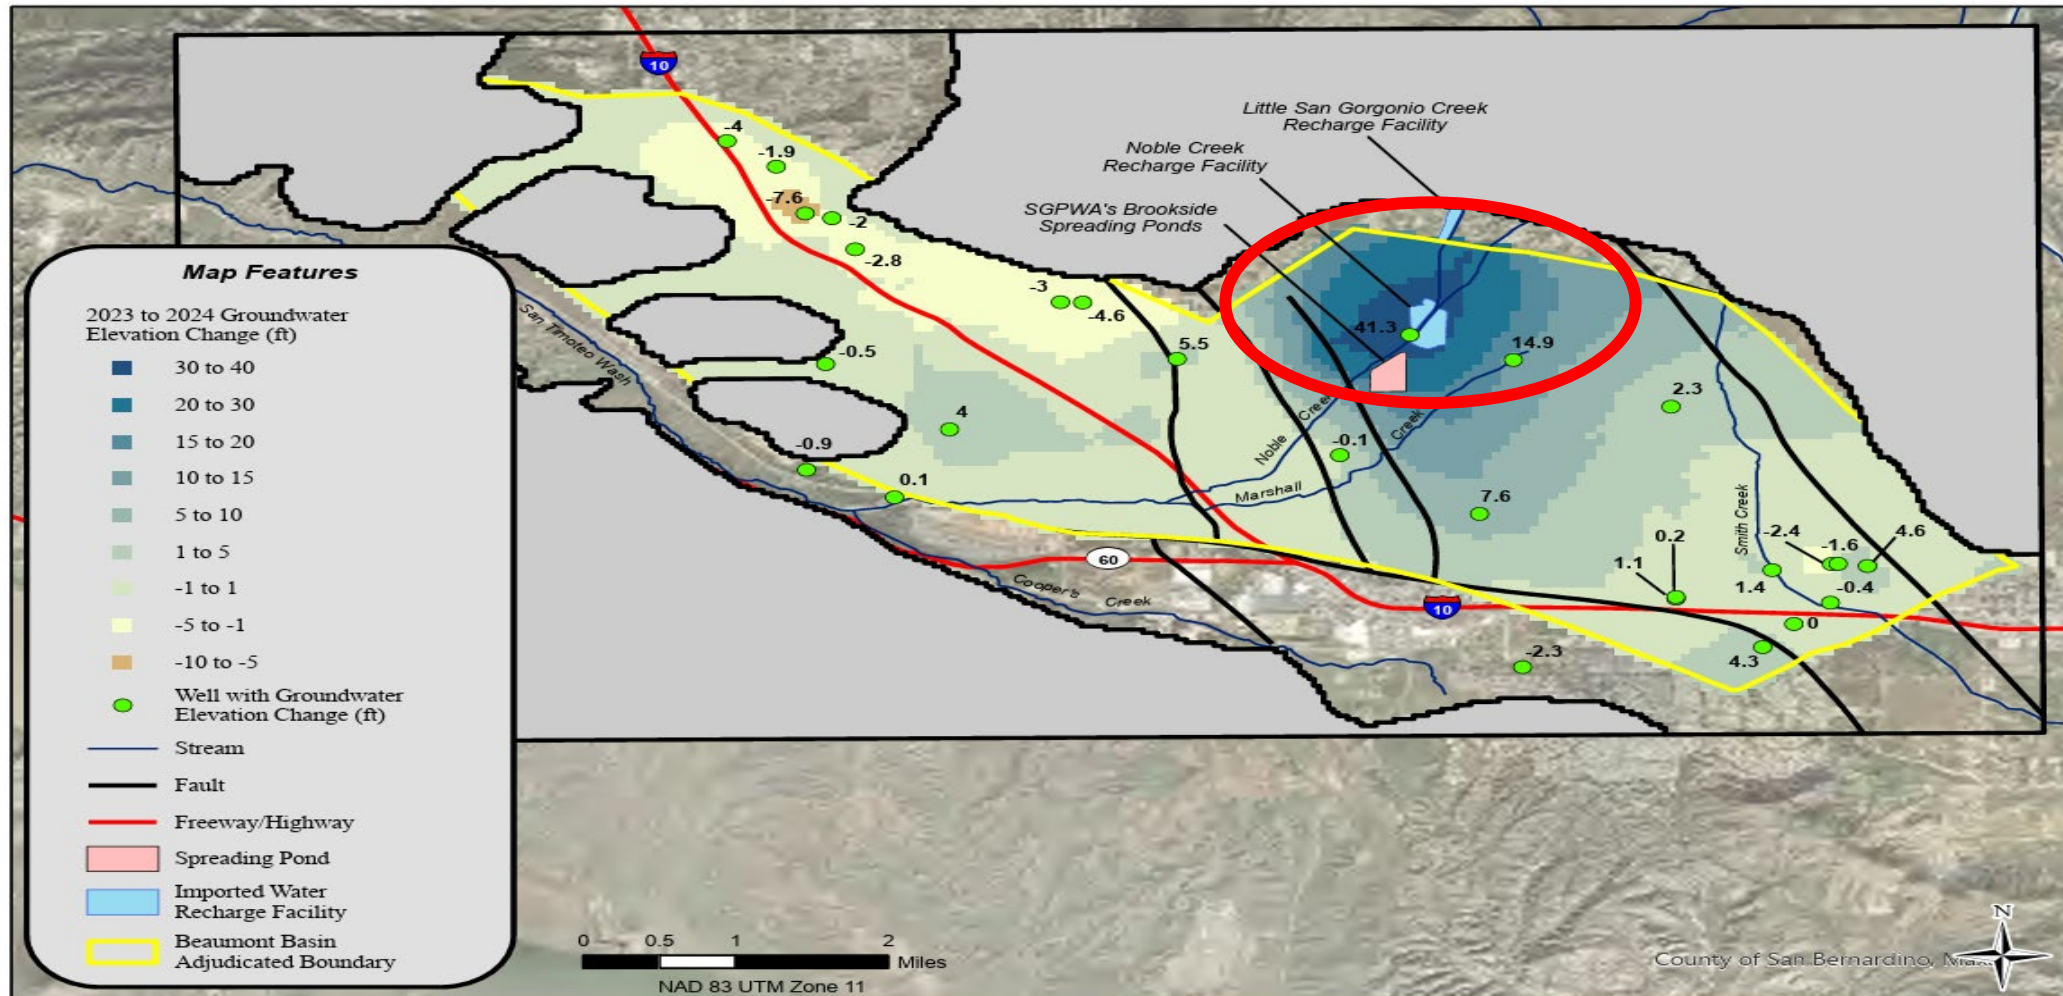 10
Little San Gorgonio Creek
Recharge Facility
Noble Creek
Recharge Facility
SGPWA's Brookside
Spreading Ponds
-4
-1.9
-7.6
-2
-2.8
-3
-4.6
-0.5
5.5
41.3
14.9
2.3
4
-0.9
0.1
-0.1
7.6
San Timoteo Wash
Noble Creek
Marshall Creek
Smith Creek
0.2
1.1
-2.4
-1.6
4.6
1.4
-0.4
0
4.3
-2.3
60
10
Cooper's Creek
Map Features
2023 to 2024 Groundwater
Elevation Change (ft)
30 to 40
20 to 30
15 to 20
10 to 15
5 to 10
1 to 5
-1 to 1
-5 to -1
-10 to -5
Well with Groundwater
Elevation Change (ft)
Stream
Fault
Freeway/Highway
Spreading Pond
Imported Water
Recharge Facility
Beaumont Basin
Adjudicated Boundary
0 0.5 1 2
Miles
NAD 83 UTM Zone 11
N
County of San Bernardino,